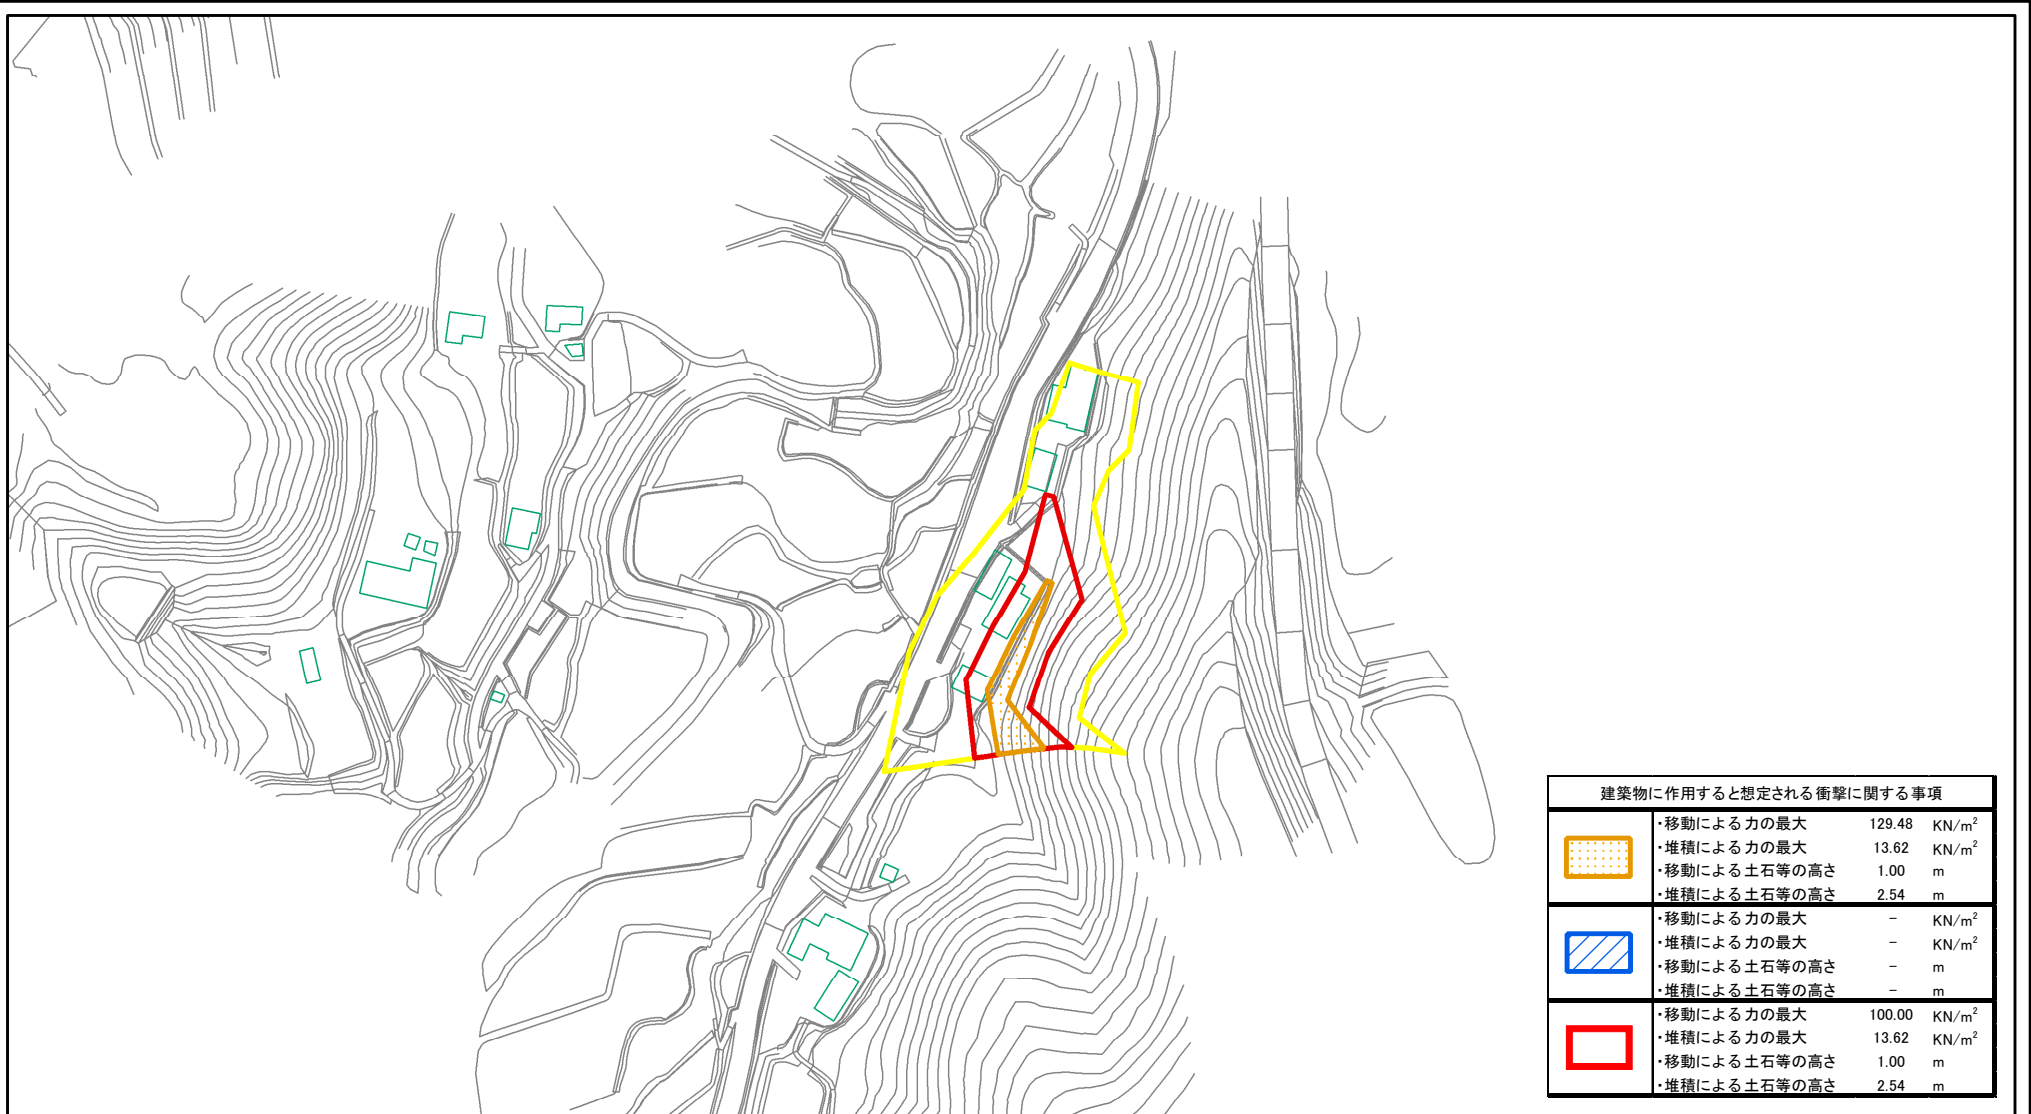 建築物に作用すると想定される衝撃に関する事項
・移動による力の最大 129.48 KN/m²
・堆積による力の最大 13.62 KN/m²
・移動による土石等の高さ 1.00 m
・堆積による土石等の高さ 2.54 m
・移動による力の最大 － KN/m²
・堆積による力の最大 － KN/m²
・移動による土石等の高さ － m
・堆積による土石等の高さ － m
・移動による力の最大 100.00 KN/m²
・堆積による力の最大 13.62 KN/m²
・移動による土石等の高さ 1.00 m
・堆積による土石等の高さ 2.54 m